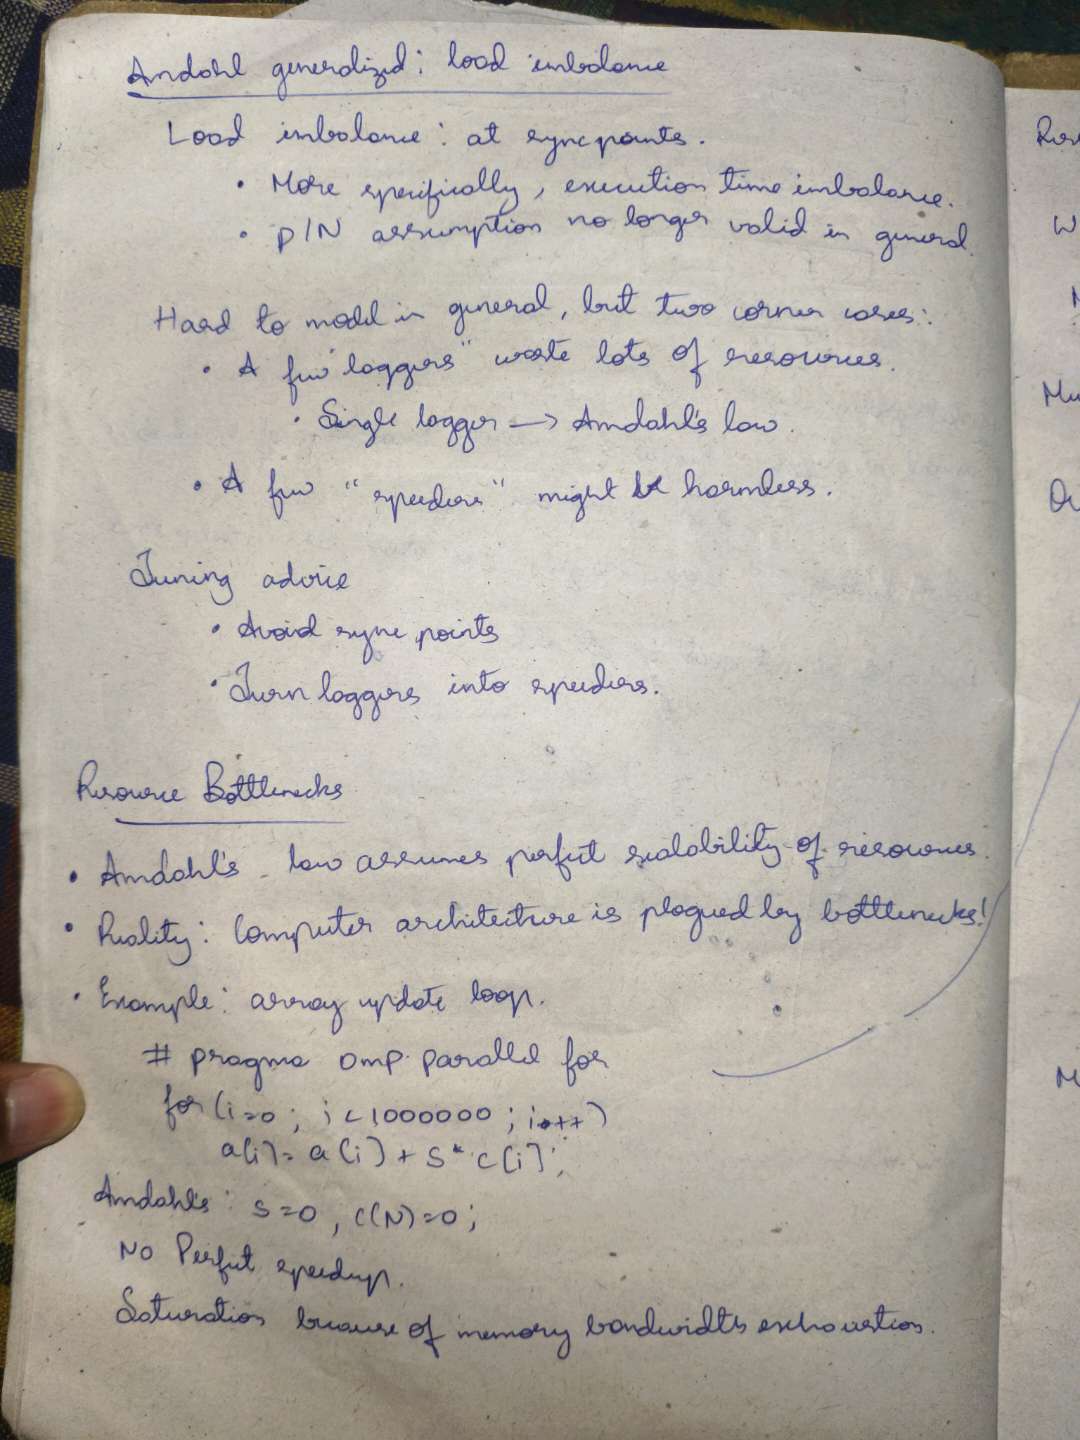 Amdahl generalized: load imbalance
Load imbalance: at sync points.
• More specifically, execution time imbalance.
• P/N assumption no longer valid in general.
Hard to model in general, but two corner cases:
• A few laggers" waste lots of resources.
• Single lagger → Amdahl's law.
• A few "speeders" might be harmless.
Tuning advice
• Avoid sync points
• Turn laggers into speeders.
Resource Bottlenecks
• Amdahl's law assumes perfect scalability of resources.
• Reality: Computer architecture is plagued by bottlenecks!
• Example: array update loop.
# pragma omp parallel for
for (i=0; i<1000000; i++)
a[i] = a[i] + s * c[i];
Amdahl's: s=0, c(N)=0;
No Perfect speedup.
Saturation because of memory bandwidth exhaustion.
W
Mu
Ou
M